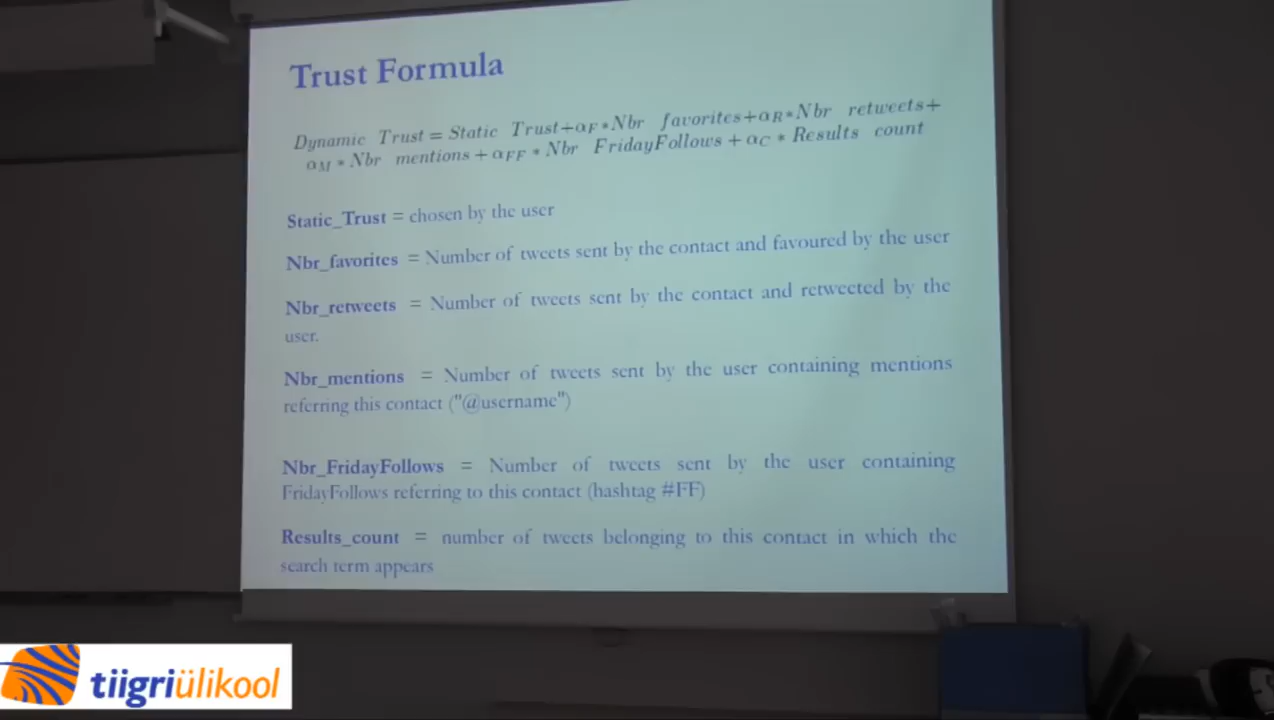 Trust Formula
Dynamic Trust = Static Trust+αF*Nbr favorites+αR*Nbr retweets+
αM * Nbr mentions + αFF * Nbr FridayFollows + αC * Results count
Static_Trust = chosen by the user
Nbr_favorites = Number of tweets sent by the contact and favoured by the user
Nbr_retweets = Number of tweets sent by the contact and retweeted by the
user.
Nbr_mentions = Number of tweets sent by the user containing mentions
referring this contact ("@username")
Nbr_FridayFollows = Number of tweets sent by the user containing
FridayFollows referring to this contact (hashtag #FF)
Results_count = number of tweets belonging to this contact in which the
search term appears
tiigriülikool